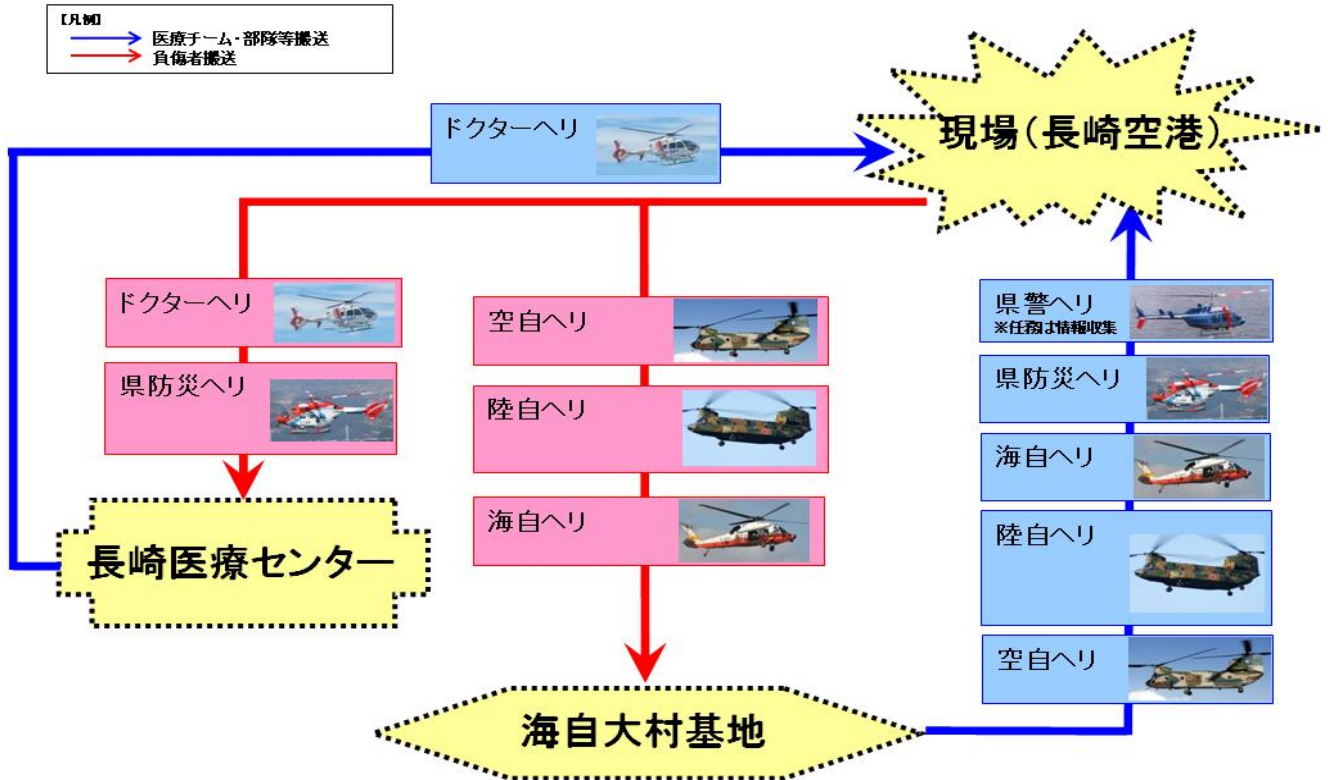 【凡例】
医療チーム・部隊等搬送
負傷者搬送
ドクターヘリ
現場（長崎空港）
ドクターヘリ
県防災ヘリ
長崎医療センター
空自ヘリ
陸自ヘリ
海自ヘリ
県警ヘリ
※任務は情報収集
県防災ヘリ
海自ヘリ
陸自ヘリ
空自ヘリ
海自大村基地